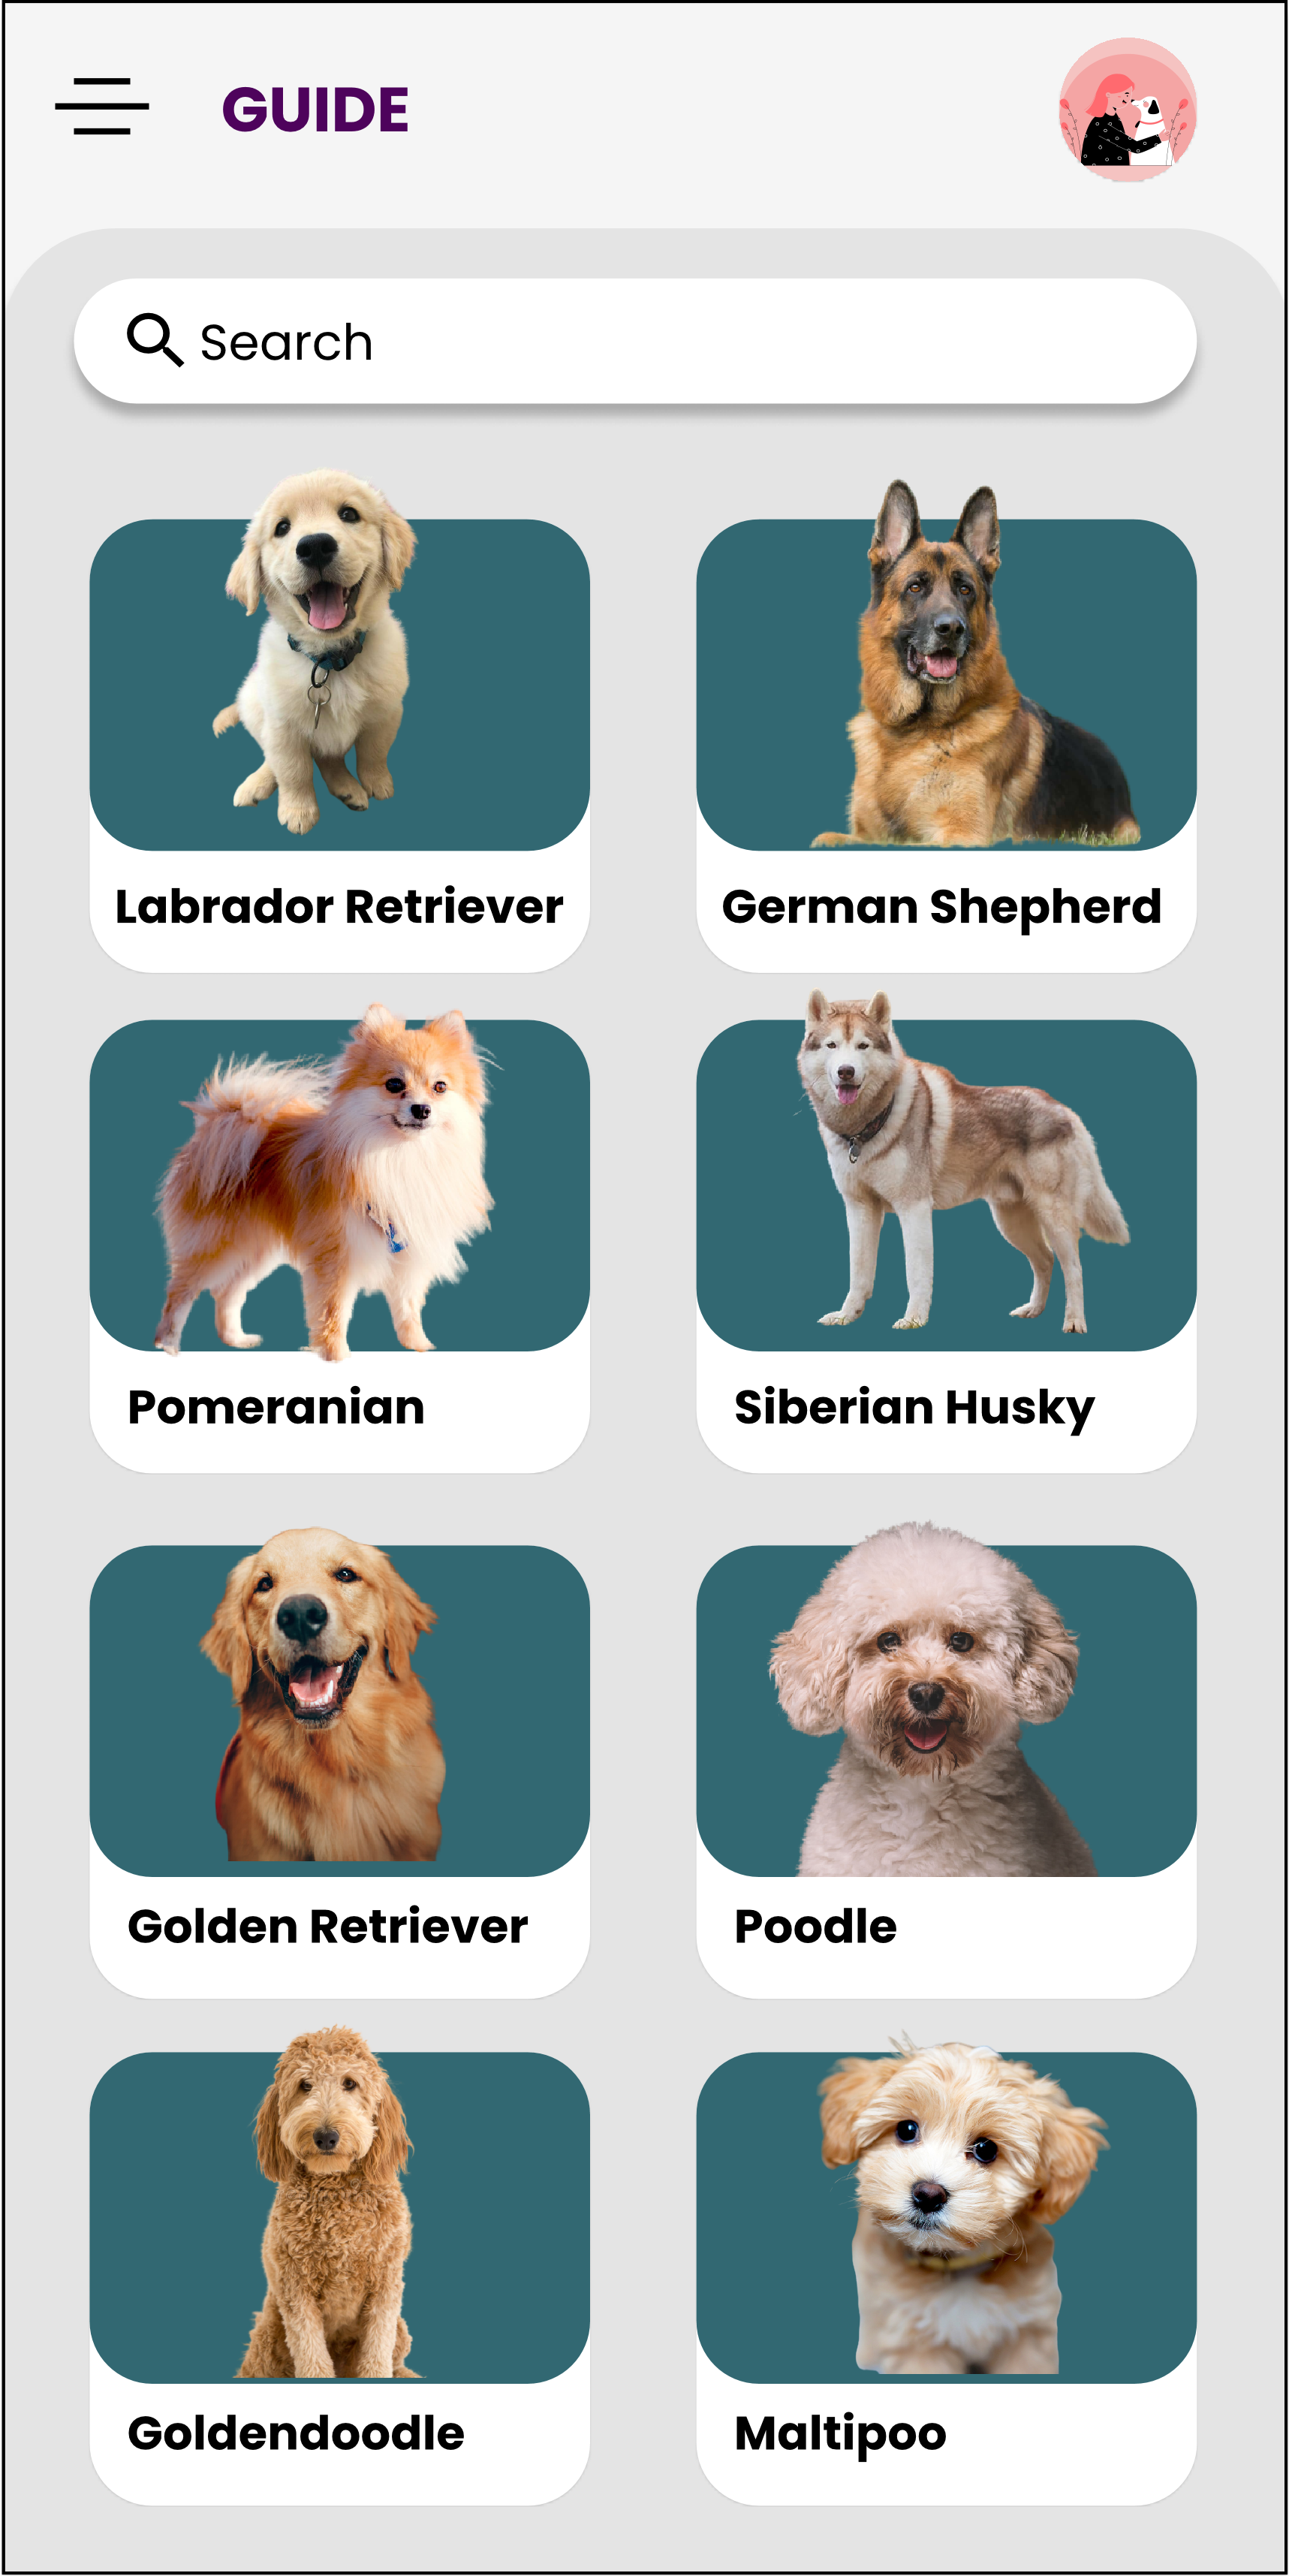 GUIDE
Search
Labrador Retriever
German Shepherd
Pomeranian
Siberian Husky
Golden Retriever
Poodle
Goldendoodle
Maltipoo